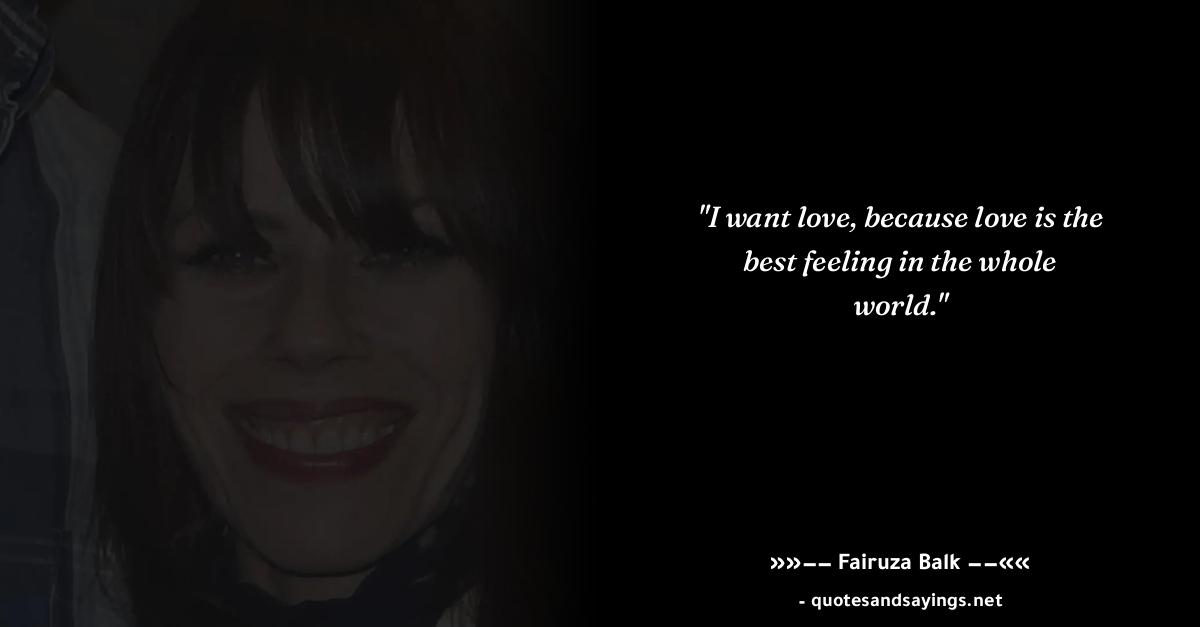 "I want love, because love is the
best feeling in the whole
world."
»»−− Fairuza Balk −−««
- quotesandsayings.net